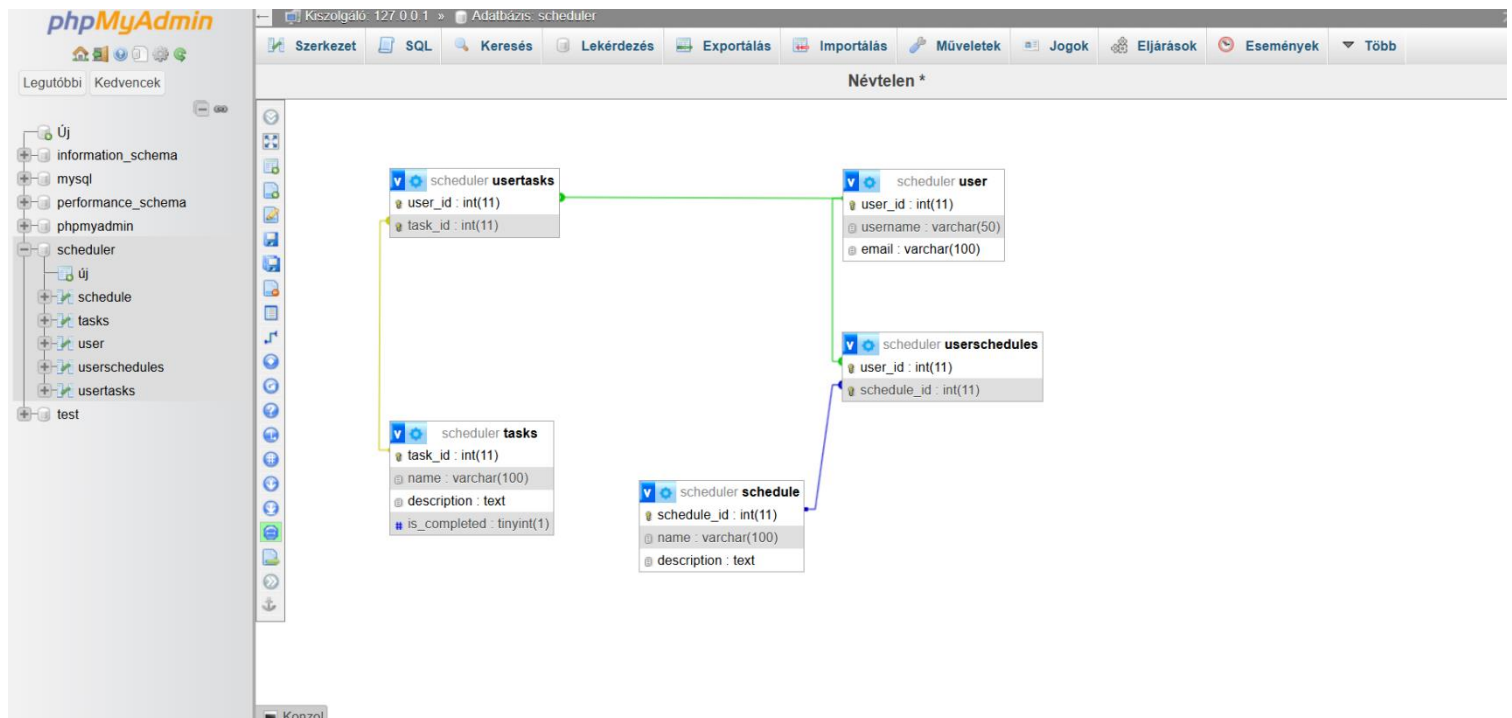 phpMyAdmin
Legutóbbi Kedvencek
Új
information_schema
mysql
performance_schema
phpmyadmin
scheduler
új
schedule
tasks
user
userschedules
usertasks
test
Kiszolgáló: 127.0.0.1 » Adatbázis: scheduler
Szerkezet SQL Keresés Lekérdezés Exportálás Importálás Műveletek Jogok Eljárások Események Több
Névtelen *
v scheduler usertasks
user_id : int(11)
task_id : int(11)
v scheduler user
user_id : int(11)
username : varchar(50)
email : varchar(100)
v scheduler userschedules
user_id : int(11)
schedule_id : int(11)
v scheduler tasks
task_id : int(11)
name : varchar(100)
description : text
# is_completed : tinyint(1)
v scheduler schedule
schedule_id : int(11)
name : varchar(100)
description : text
Konzol